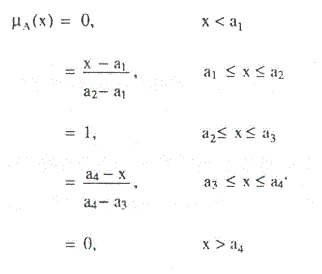 μA(x) = 0, x < a1
= x − a1 / a2− a1 , a1 ≤ x ≤ a2
= 1, a2≤ x ≤ a3
= a4 − x / a4− a3 , a3 ≤ x ≤ a4
= 0, x > a4